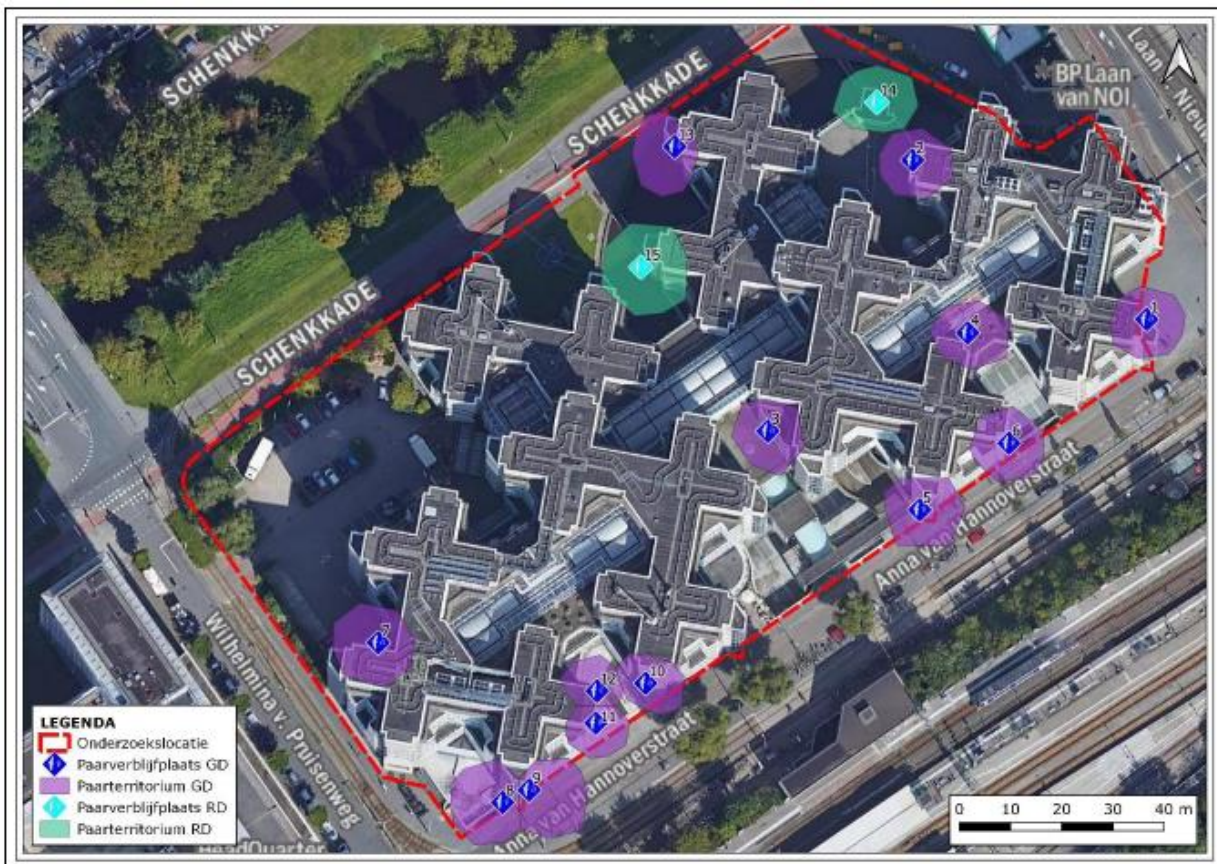 SCHENKKA
SCHENKKADE
SCHENKKADE
Laan v. Nieuw
BP Laan
van NOI
14
13
2
15
1
4
3
6
5
Anna van Hannoverstraat
7
12
10
11
9
8
Anna van Hannoverstraat
Wilhelmina v. Pruisenweg
HeadQuarter
LEGENDA
Onderzoekslocatie
Paarverblijfplaats GD
Paarterritorium GD
Paarverblijfplaats RD
Paarterritorium RD
0 10 20 30 40 m